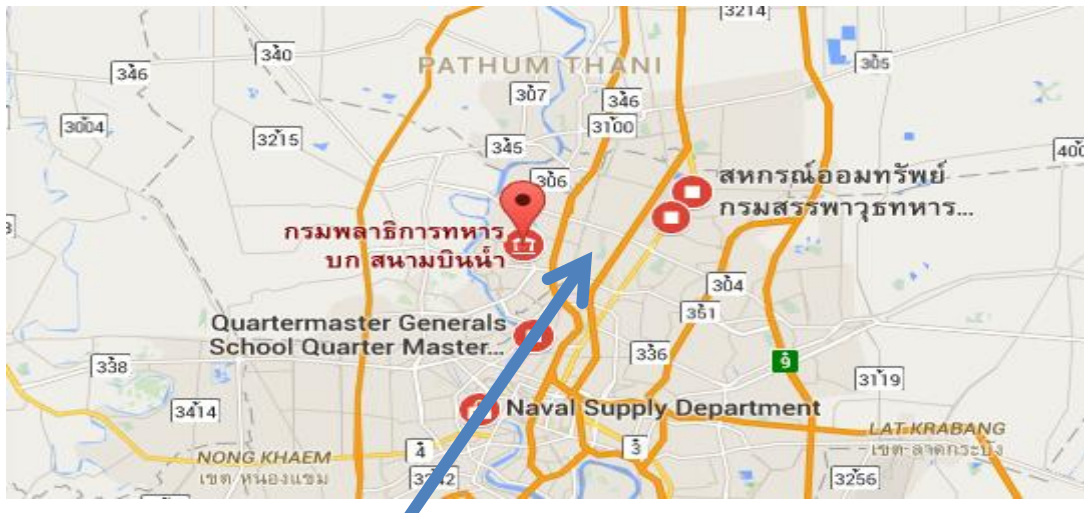 3214
340
346
305
PATHUM THANI
307
346
3004
3100
3215
345
306
สหกรณ์ออมทรัพย์
กรมสรรพาวุธทหาร...
กรมพลาธิการทหาร
บก สนามบินน้ำ
304
351
Quartermaster Generals
School Quarter Master...
336
9
338
3119
3414
Naval Supply Department
LAT KRABANG
เขต ลาดกระบัง
4
3
NONG KHAEM
เขต หนองแขม
3256